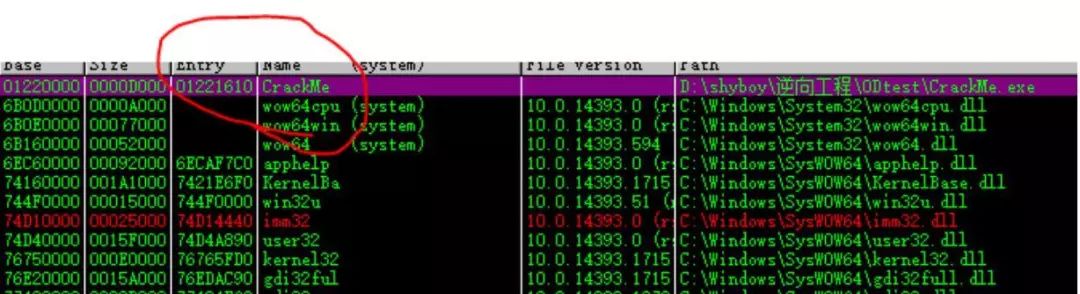 Base Size Entry Name (system) File version Path
01220000 0000D000 01221610 CrackMe D:\shyboy\逆向工程\ODtest\CrackMe.exe
6B0D0000 0000A000 wow64cpu (system) 10.0.14393.0 (rs C:\Windows\System32\wow64cpu.dll
6B0E0000 00077000 wow64win (system) 10.0.14393.0 (rs C:\Windows\System32\wow64win.dll
6B160000 00052000 wow64 (system) 10.0.14393.594 C:\Windows\System32\wow64.dll
6EC60000 00092000 6ECAF7C0 apphelp 10.0.14393.0 (rs C:\Windows\SysWOW64\apphelp.dll
74160000 001A1000 7421E6F0 KernelBa 10.0.14393.1715 C:\Windows\SysWOW64\KernelBase.dll
744F0000 00015000 744F0000 win32u 10.0.14393.51 ( C:\Windows\SysWOW64\win32u.dll
74D10000 00025000 74D14440 imm32 10.0.14393.0 (rs C:\Windows\SysWOW64\imm32.dll
74D40000 0015F000 74D4A890 user32 10.0.14393.0 (rs C:\Windows\SysWOW64\user32.dll
76750000 000E0000 76765FD0 kernel32 10.0.14393.1715 C:\Windows\SysWOW64\kernel32.dll
76E20000 0015A000 76EDAC90 gdi32ful 10.0.14393.1715 C:\Windows\SysWOW64\gdi32full.dll